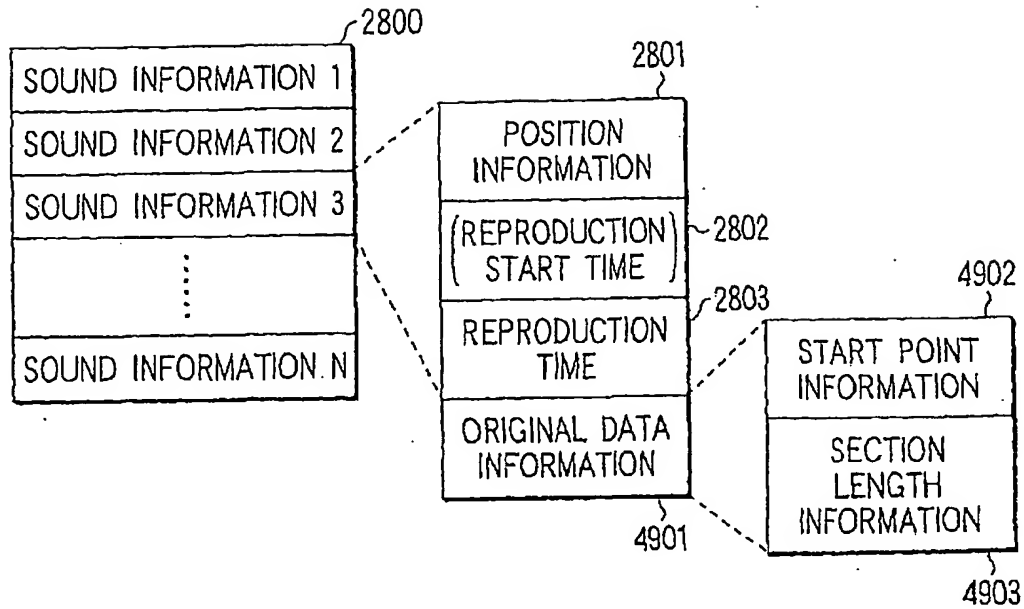 2800
SOUND INFORMATION 1
SOUND INFORMATION 2
SOUND INFORMATION 3
SOUND INFORMATION N
2801
POSITION
INFORMATION
(REPRODUCTION
START TIME)
2802
REPRODUCTION
TIME
2803
ORIGINAL DATA
INFORMATION
4901
4902
START POINT
INFORMATION
SECTION
LENGTH
INFORMATION
4903